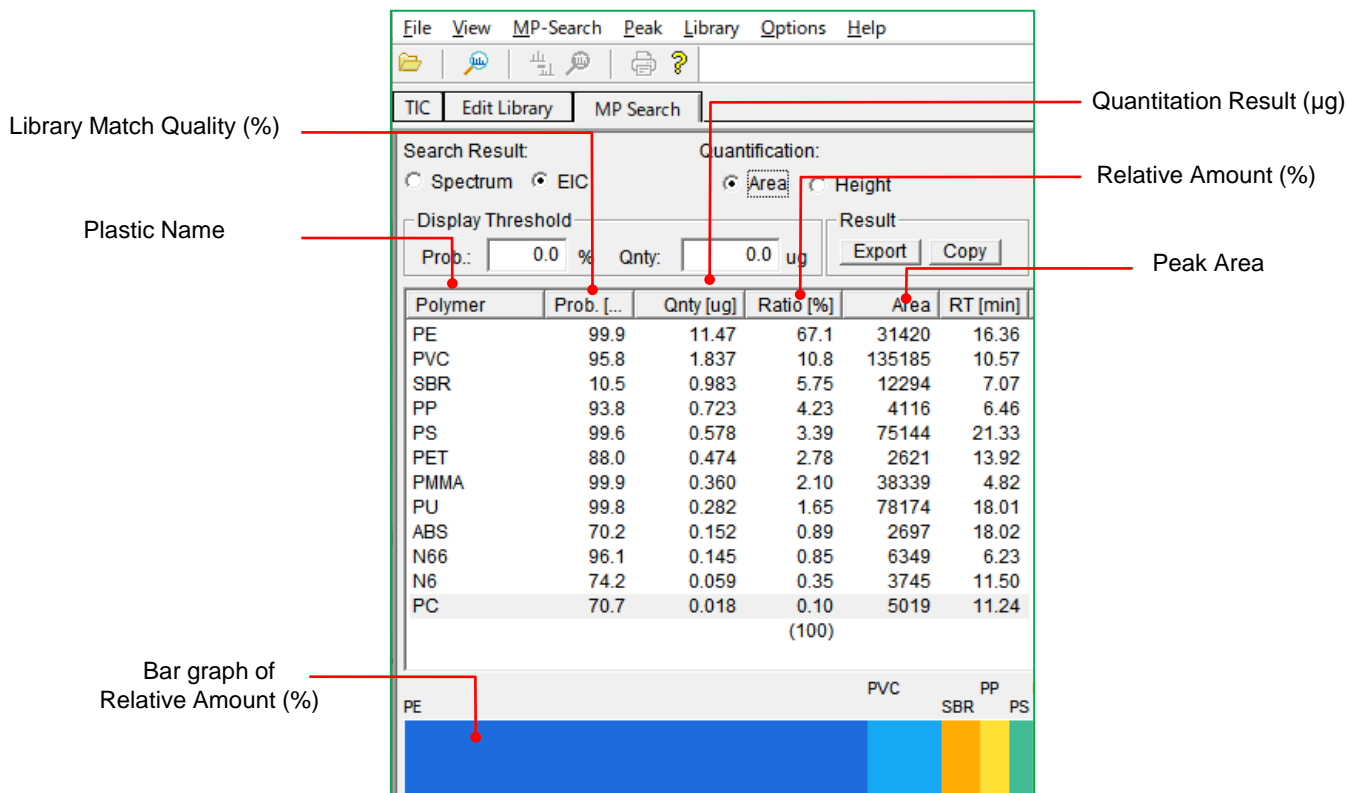 File View MP-Search Peak Library Options Help
TIC Edit Library MP Search
Quantitation Result (µg)
Library Match Quality (%)
Search Result: Quantification:
Spectrum EIC Area Height
Relative Amount (%)
Plastic Name
Display Threshold Result
Prob.: 0.0 % Qnty: 0.0 ug Export Copy
Peak Area
Polymer Prob. [... Qnty [ug] Ratio [%] Area RT [min]
PE 99.9 11.47 67.1 31420 16.36
PVC 95.8 1.837 10.8 135185 10.57
SBR 10.5 0.983 5.75 12294 7.07
PP 93.8 0.723 4.23 4116 6.46
PS 99.6 0.578 3.39 75144 21.33
PET 88.0 0.474 2.78 2621 13.92
PMMA 99.9 0.360 2.10 38339 4.82
PU 99.8 0.282 1.65 78174 18.01
ABS 70.2 0.152 0.89 2697 18.02
N66 96.1 0.145 0.85 6349 6.23
N6 74.2 0.059 0.35 3745 11.50
PC 70.7 0.018 0.10 5019 11.24
(100)
Bar graph of
Relative Amount (%)
PVC PP
PE SBR PS